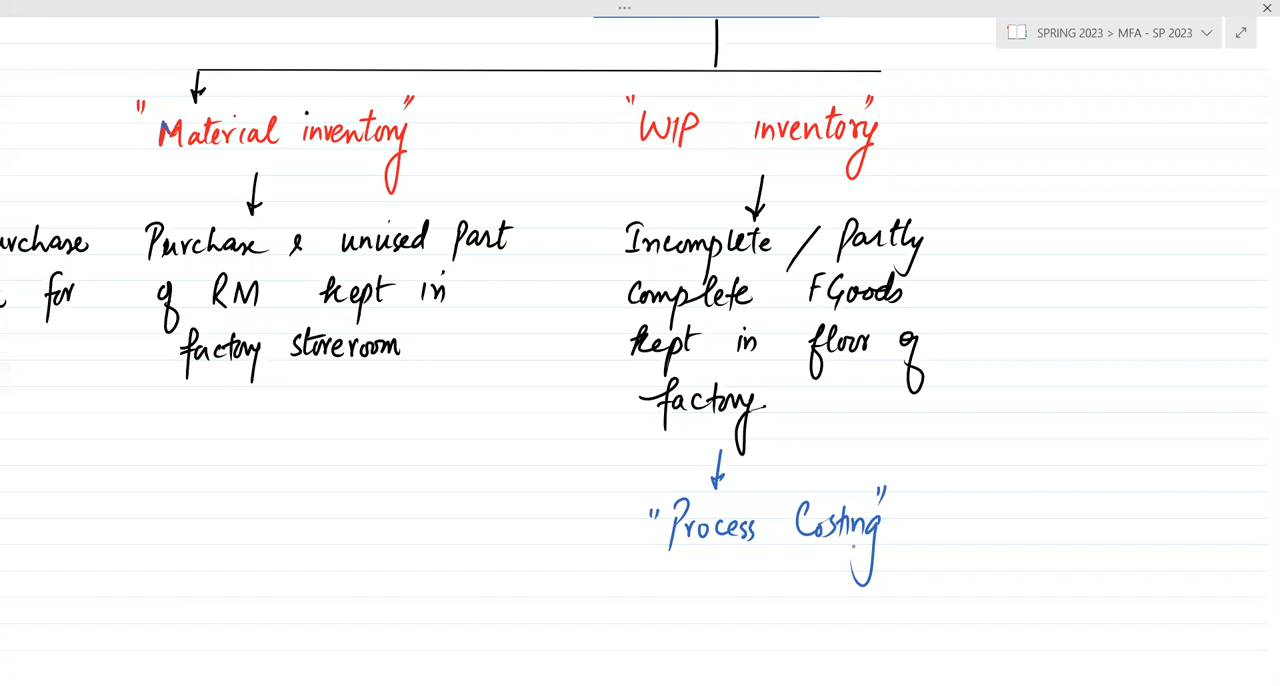 SPRING 2023 > MFA - SP 2023
"Material inventory"
"WIP inventory"
Purchase & unused Part
of RM kept in
factory storeroom
Incomplete / Partly
complete FGoods
kept in floor of
factory.
"Process Costing"
urchase
for